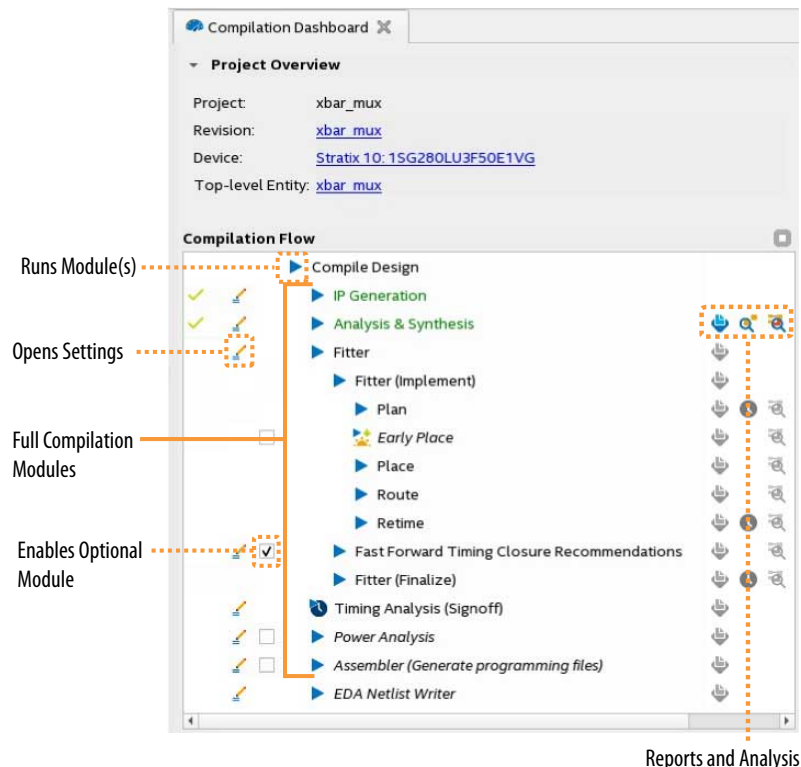 Compilation Dashboard
Project Overview
Project: xbar_mux
Revision: xbar_mux
Device: Stratix 10: 1SG280LU3F50E1VG
Top-level Entity: xbar_mux
Compilation Flow
Runs Module(s)
Compile Design
IP Generation
Analysis & Synthesis
Opens Settings
Fitter
Fitter (Implement)
Plan
Full Compilation
Modules
Early Place
Place
Route
Retime
Enables Optional
Module
Fast Forward Timing Closure Recommendations
Fitter (Finalize)
Timing Analysis (Signoff)
Power Analysis
Assembler (Generate programming files)
EDA Netlist Writer
Reports and Analysis